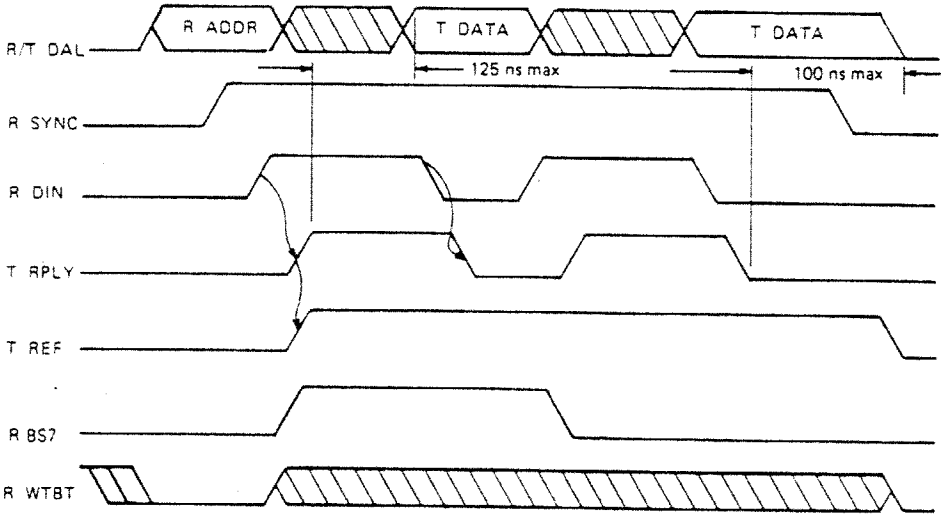 R/T DAL R ADDR T DATA T DATA
125 ns max 100 ns max
R SYNC
R DIN
T RPLY
T REF
R BS7
R WTBT